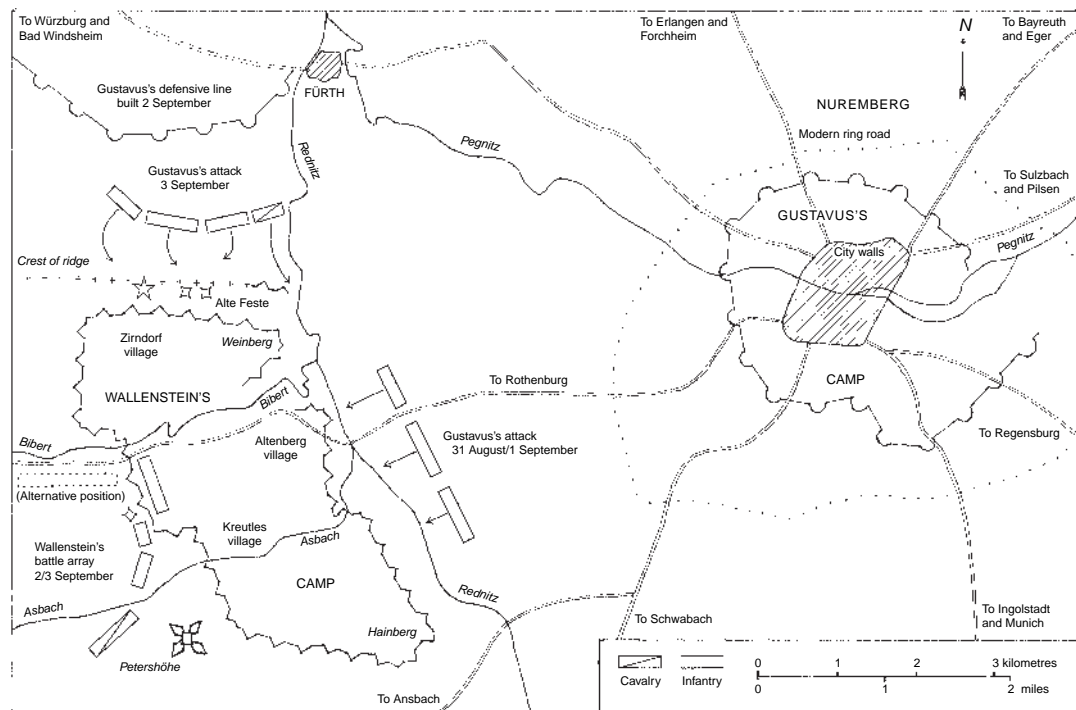 To Würzburg and
Bad Windsheim
To Erlangen and
Forchheim
N
To Bayreuth
and Eger
Gustavus's defensive line
built 2 September
FÜRTH
NUREMBERG
Modern ring road
Pegnitz
Rednitz
Gustavus's attack
3 September
To Sulzbach
and Pilsen
GUSTAVUS'S
Pegnitz
City walls
Crest of ridge
Alte Feste
Zirndorf
village
Weinberg
WALLENSTEIN'S
Bibert
To Rothenburg
CAMP
Bibert
Altenberg
village
Gustavus's attack
31 August/1 September
To Regensburg
(Alternative position)
Kreutles
village
Asbach
Wallenstein's
battle array
2/3 September
CAMP
Rednitz
Asbach
Hainberg
Petershöhe
To Schwabach
To Ingolstadt
and Munich
To Ansbach
Cavalry
Infantry
0 1 2 3 kilometres
0 1 2 miles